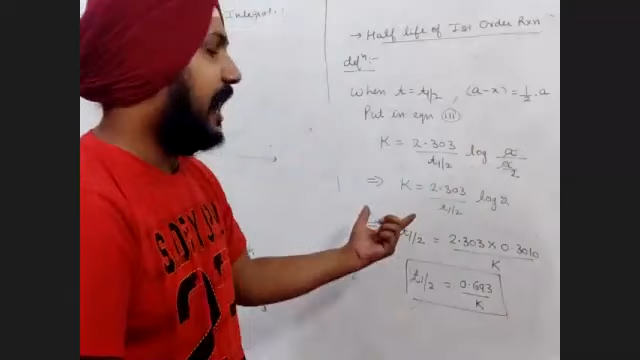 Integrat
→ Half life of Ist Order Rxn
defⁿ:-
When t = t1/2 , (a-x) = 1/2 . a
Put in eqn (III)
K = 2.303/t1/2 log a/a/2
⇒ K = 2.303/t1/2 log 2
t1/2 = 2.303 × 0.3010/K
t1/2 = 0.693/K
S.DRY